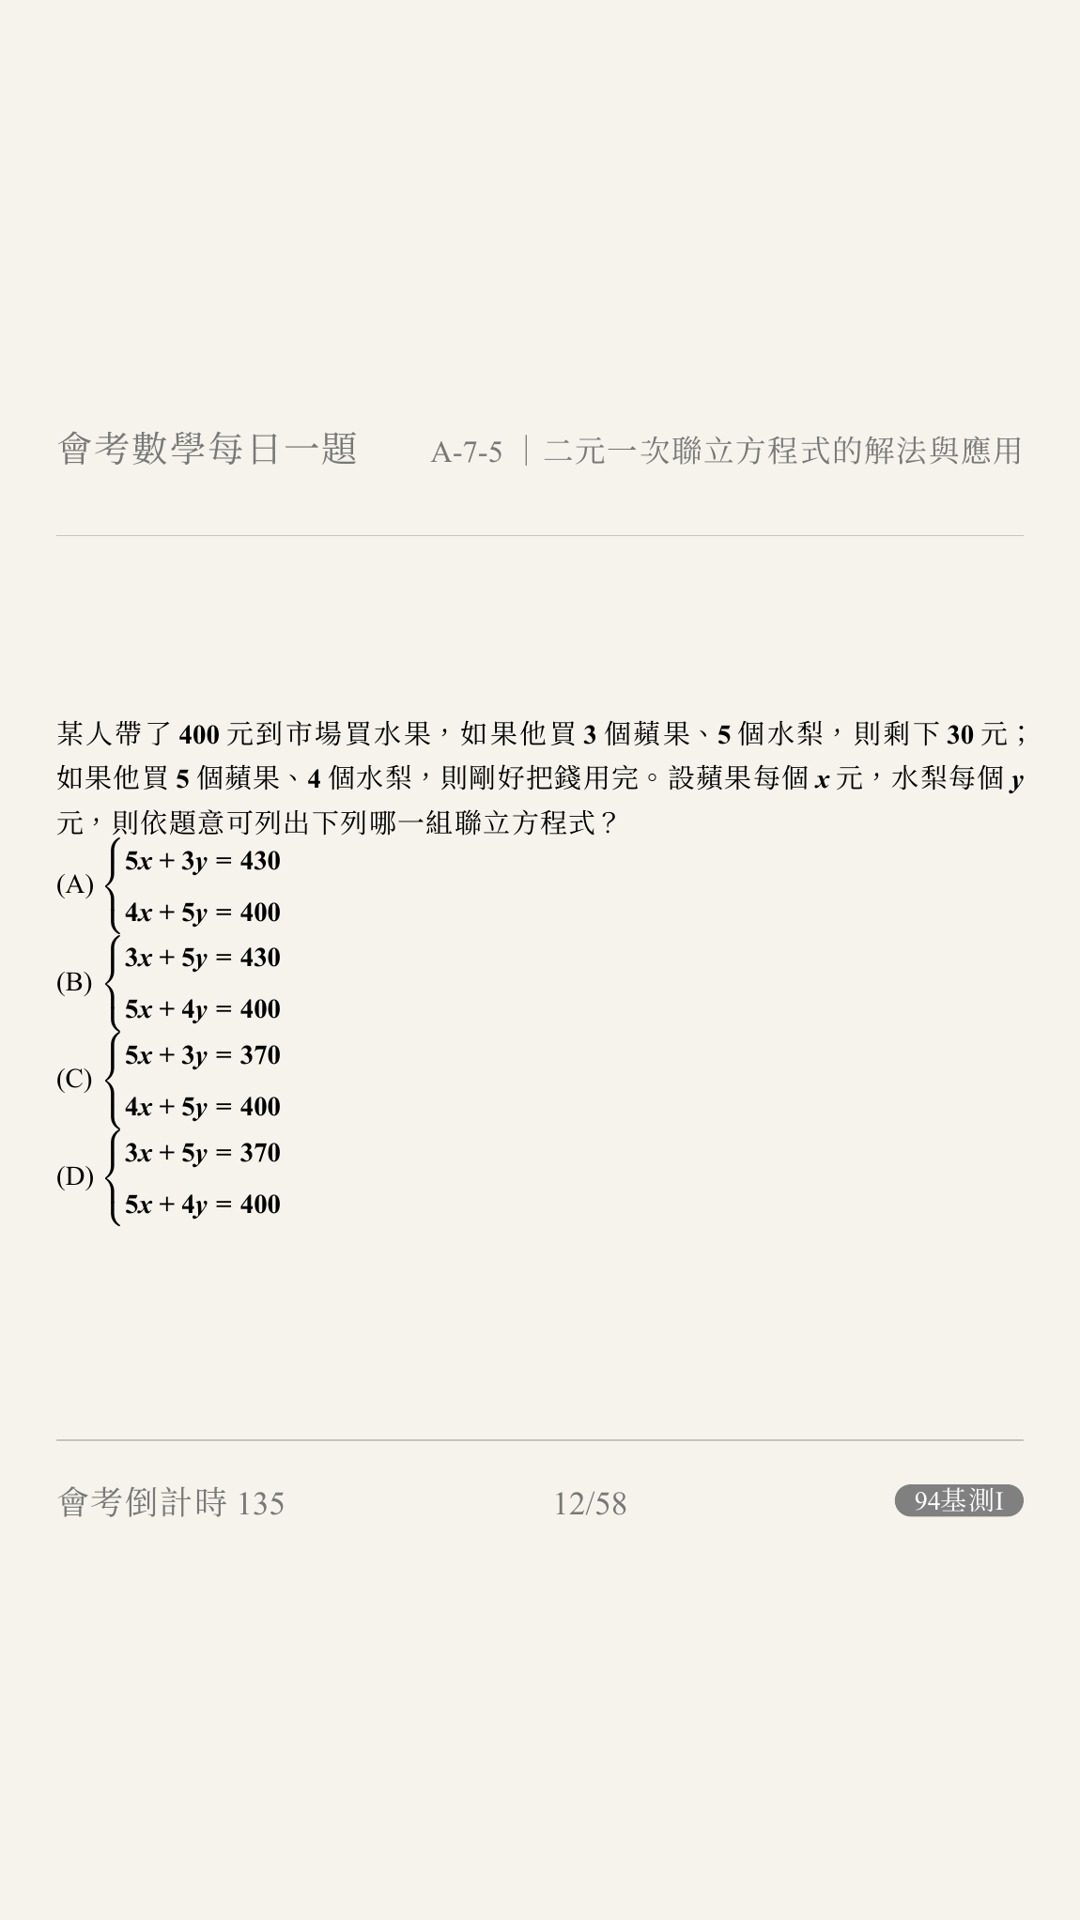 會考數學每日一題
A-7-5｜二元一次聯立方程式的解法與應用
某人帶了 400 元到市場買水果，如果他買 3 個蘋果、5 個水梨，則剩下 30 元；
如果他買 5 個蘋果、4 個水梨，則剛好把錢用完。設蘋果每個 x 元，水梨每個 y
元，則依題意可列出下列哪一組聯立方程式？
(A)
5x + 3y = 430
4x + 5y = 400
(B)
3x + 5y = 430
5x + 4y = 400
(C)
5x + 3y = 370
4x + 5y = 400
(D)
3x + 5y = 370
5x + 4y = 400
會考倒計時 135
12/58
94基測I